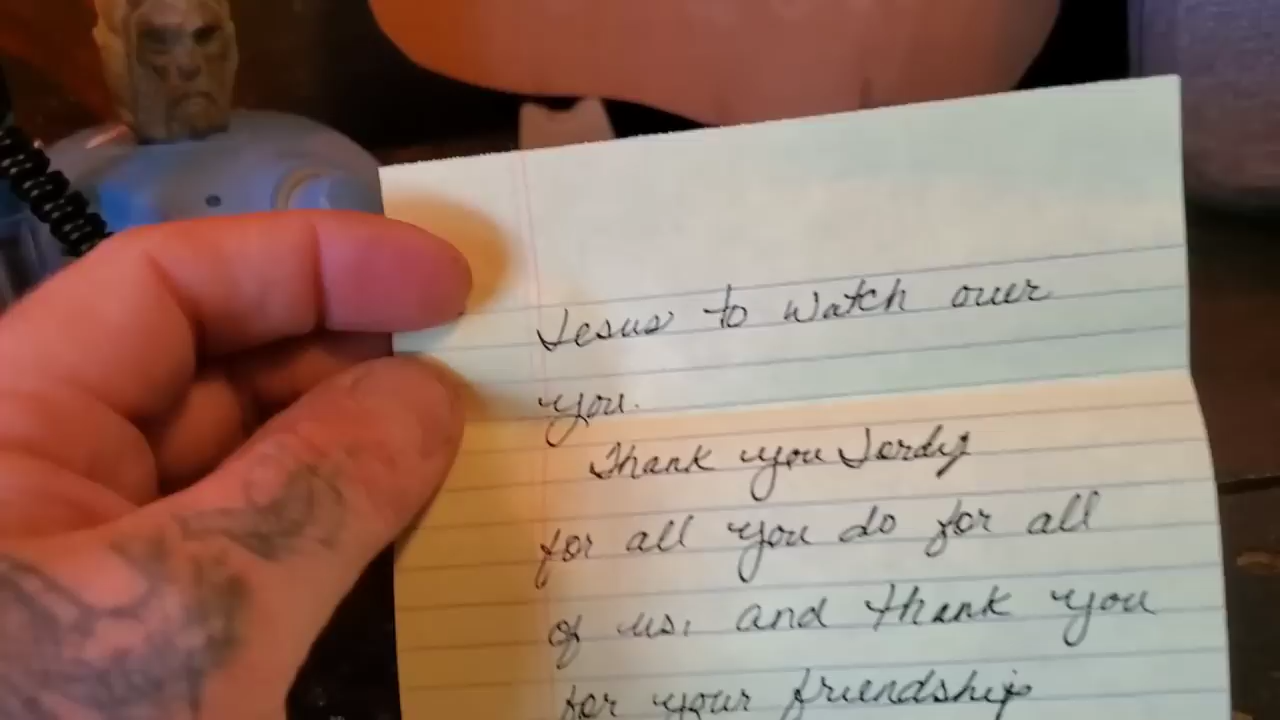 Jesus to watch over
you.
Thank you Jordy
for all you do for all
of us, and thank you
for your friendship